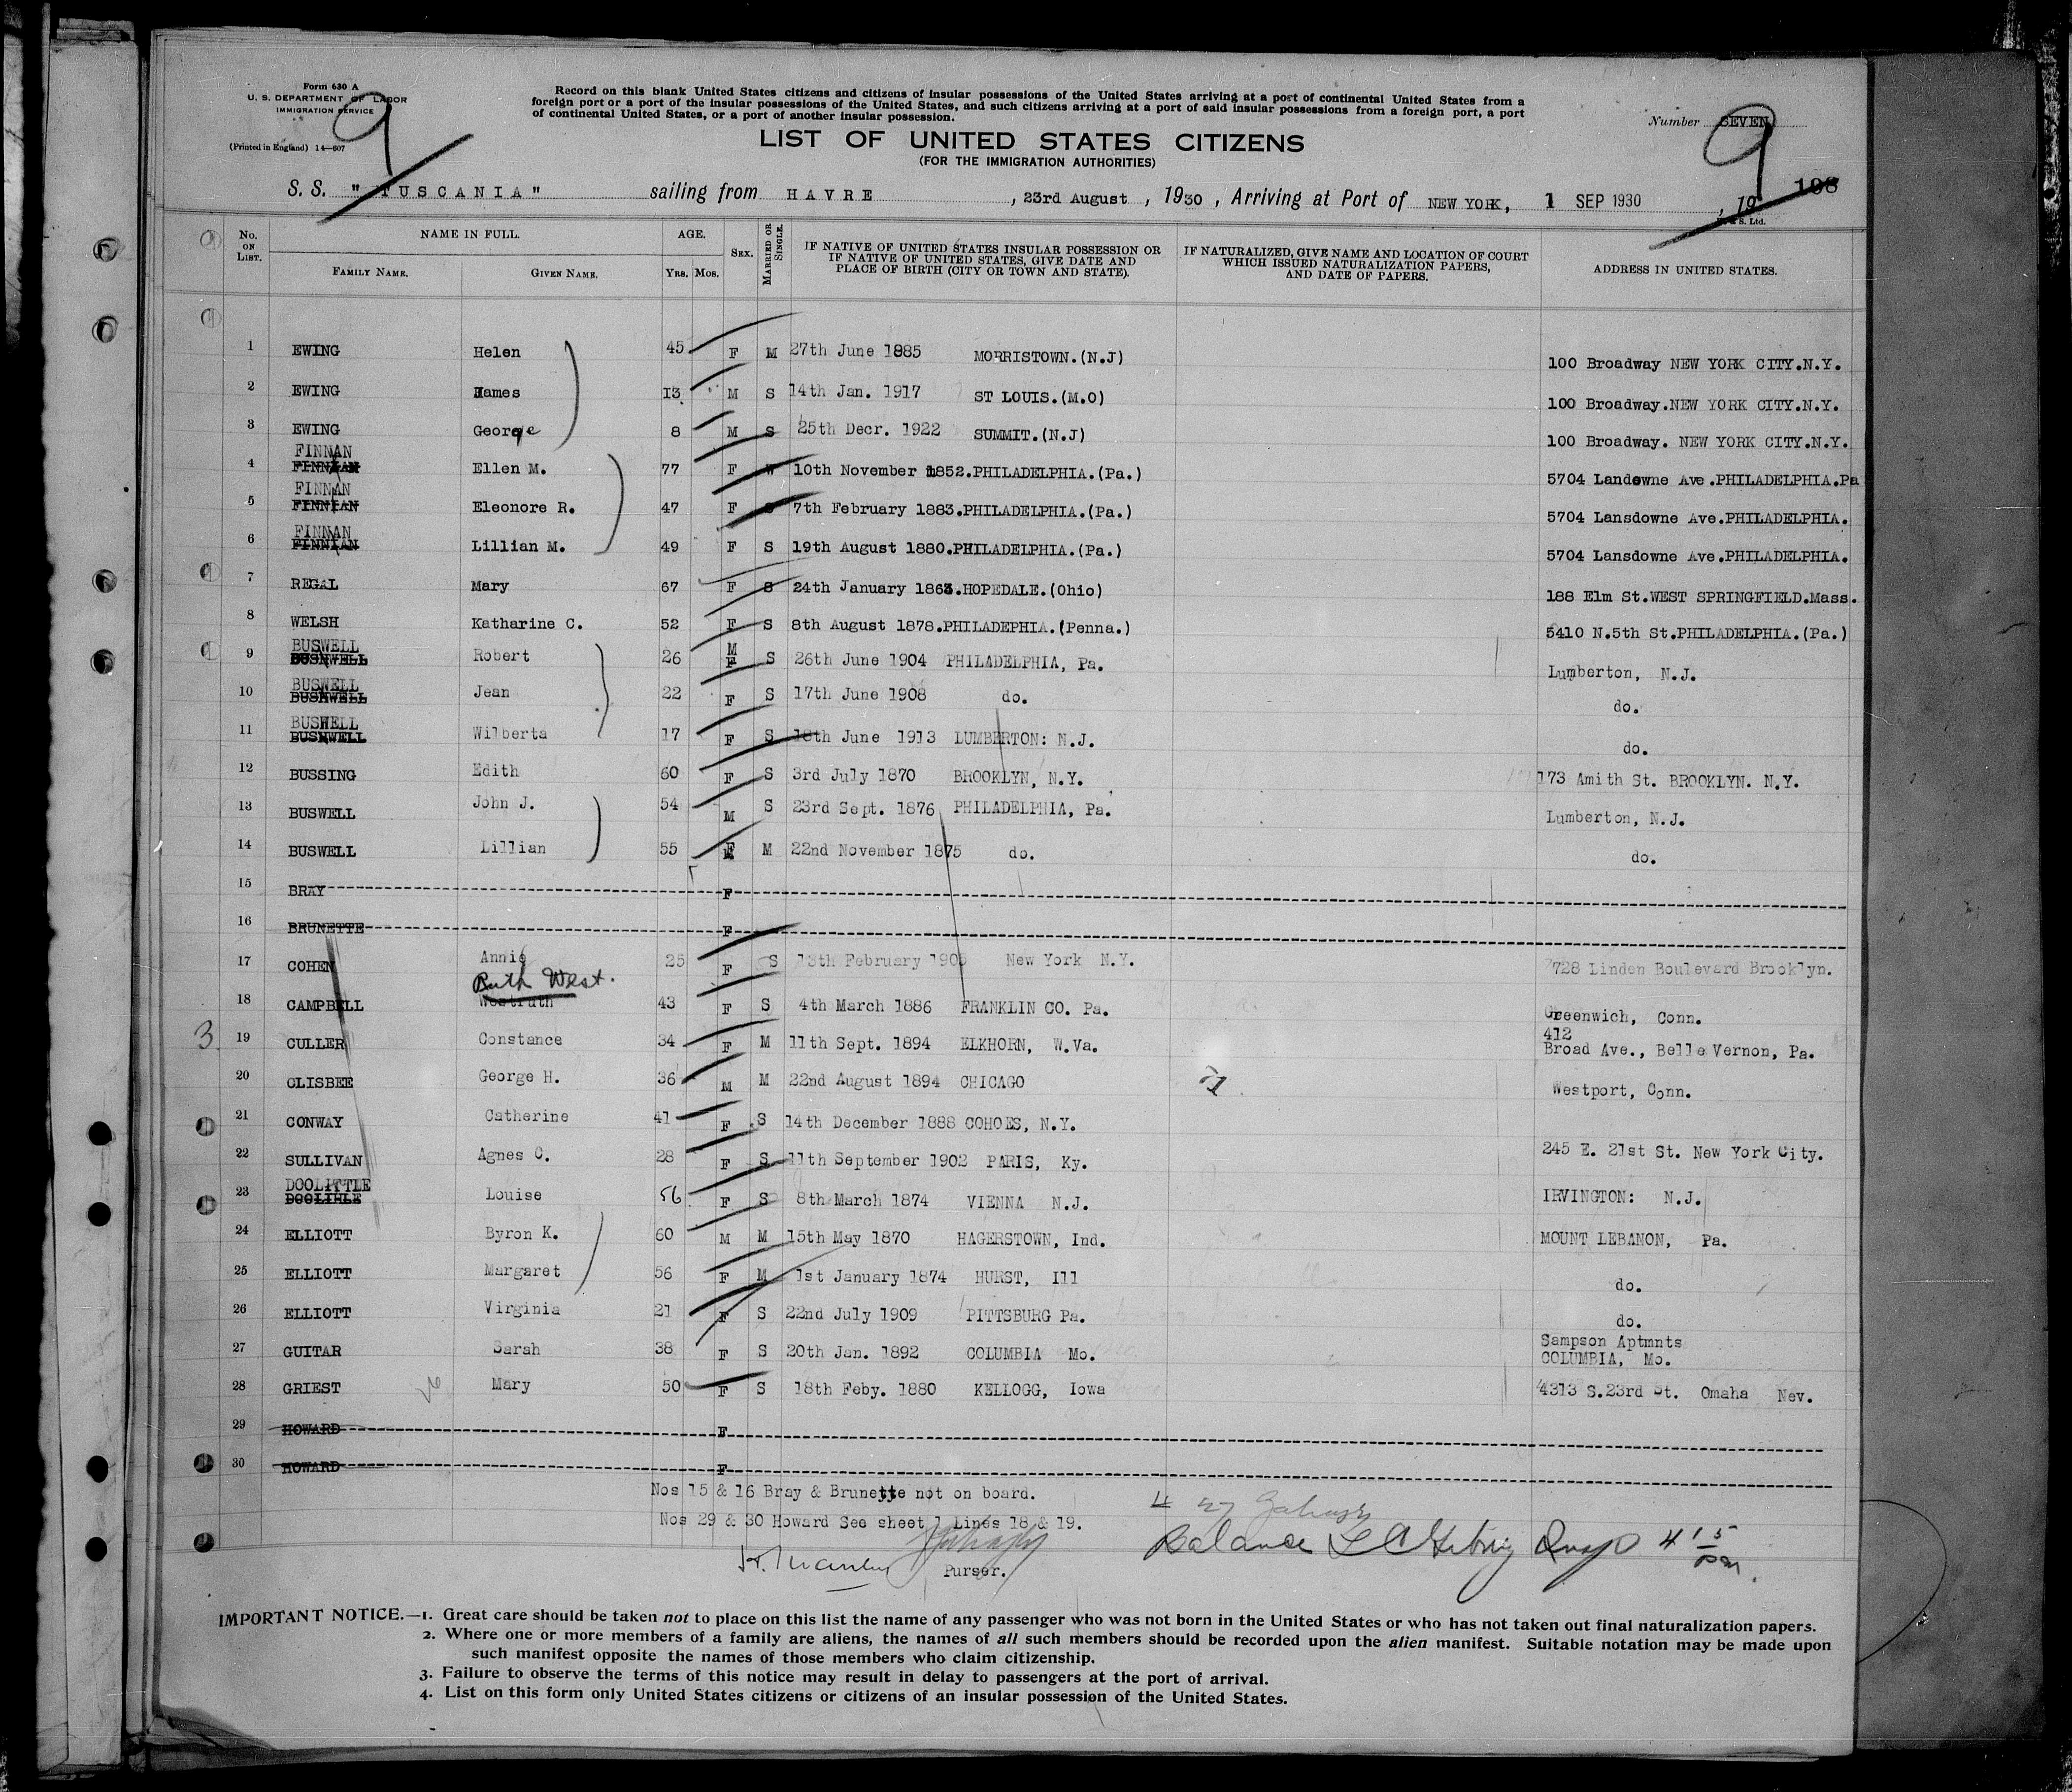 Form 630 A
U. S. DEPARTMENT OF LABOR
IMMIGRATION SERVICE
(Printed in England) 14—607
9
Record on this blank United States citizens and citizens of insular possessions of the United States arriving at a port of continental United States from a
foreign port or a port of the insular possessions of the United States, and such citizens arriving at a port of said insular possessions from a foreign port, a port
of continental United States, or a port of another insular possession.
Number SEVEN
9
LIST OF UNITED STATES CITIZENS
(FOR THE IMMIGRATION AUTHORITIES)
198
S. S. "TUSCANIA" sailing from HAVRE, 23rd August, 1930, Arriving at Port of NEW YORK, 1 SEP 1930, 19
& S. Ltd.
No. ON LIST. NAME IN FULL. FAMILY NAME. GIVEN NAME. AGE. YRS. MOS. SEX. MARRIED OR SINGLE. IF NATIVE OF UNITED STATES INSULAR POSSESSION OR IF NATIVE OF UNITED STATES, GIVE DATE AND PLACE OF BIRTH (CITY OR TOWN AND STATE). IF NATURALIZED, GIVE NAME AND LOCATION OF COURT WHICH ISSUED NATURALIZATION PAPERS, AND DATE OF PAPERS. ADDRESS IN UNITED STATES.
1 EWING Helen 45 F M 27th June 1885 MORRISTOWN.(N.J) 100 Broadway NEW YORK CITY.N.Y.
2 EWING James 13 M S 14th Jan. 1917 ST LOUIS.(M.O) 100 Broadway.NEW YORK CITY.N.Y.
3 EWING George 8 M S 25th Decr. 1922 SUMMIT.(N.J) 100 Broadway. NEW YORK CITY.N.Y.
FINNAN
4 FINNIAN Ellen M. 77 F W 10th November 1852.PHILADELPHIA.(Pa.) 5704 Landowne Ave.PHILADELPHIA.Pa
FINNAN
5 FINNIAN Eleonore R. 47 F S 7th February 1883.PHILADELPHIA.(Pa.) 5704 Lansdowne Ave.PHILADELPHIA.
FINNAN
6 FINNIAN Lillian M. 49 F S 19th August 1880.PHILADELPHIA.(Pa.) 5704 Lansdowne Ave.PHILADELPHIA.
7 REGAL Mary 67 F S 24th January 1863.HOPEDALE.(Ohio) 188 Elm St.WEST SPRINGFIELD.Mass.
8 WELSH Katharine C. 52 F S 8th August 1878.PHILADEPHIA.(Penna.) 5410 N.5th St.PHILADELPHIA.(Pa.)
BUSWELL
9 BUSHWELL Robert 26 M F S 26th June 1904 PHILADELPHIA, Pa. Lumberton, N.J.
BUSWELL
10 BUSHWELL Jean 22 F S 17th June 1908 do. do.
BUSWELL
11 BUSHWELL Wilberta 17 F S 18th June 1913 LUMBERTON: N.J. do.
12 BUSSING Edith 60 F S 3rd July 1870 BROOKLYN, N.Y. 173 Amith St. BROOKLYN. N.Y.
13 BUSWELL John J. 54 M S 23rd Sept. 1876 PHILADELPHIA, Pa. Lumberton, N.J.
14 BUSWELL Lillian 55 F M 22nd November 1875 do. do.
15 BRAY F
16 BRUNETTE F
17 COHEN Annie 25 F S 18th February 1905 New York N.Y. 728 Linden Boulevard Brooklyn.
Ruth West.
18 CAMPBELL Westruth 43 F S 4th March 1886 FRANKLIN CO. Pa. Greenwich, Conn.
412
3 19 CULLER Constance 34 F M 11th Sept. 1894 ELKHORN, W.Va. Broad Ave., Belle Vernon, Pa.
20 CLISBEE George H. 36 M M 22nd August 1894 CHICAGO Westport, Conn.
21 CONWAY Catherine 41 F S 14th December 1888 COHOES, N.Y.
22 SULLIVAN Agnes C. 28 F S 11th September 1902 PARIS, Ky. 245 E. 21st St. New York City.
DOOLITTLE
23 DOOLIHLE Louise 56 F S 8th March 1874 VIENNA N.J. IRVINGTON: N.J.
24 ELLIOTT Byron K. 60 M M 15th May 1870 HAGERSTOWN, Ind. MOUNT LEBANON, Pa.
25 ELLIOTT Margaret 56 F M 1st January 1874 HURST, Ill do.
26 ELLIOTT Virginia 21 F S 22nd July 1909 PITTSBURG Pa. do.
27 GUITAR Sarah 38 F S 20th Jan. 1892 COLUMBIA Mo. Sampson Aptmnts COLUMBIA, Mo.
28 GRIEST 26 Mary 50 F S 18th Feby. 1880 KELLOGG, Iowa 4313 S.23rd St. Omaha Nev.
29 HOWARD F
30 HOWARD F
Nos 15 & 16 Bray & Brunette not on board.
Nos 29 & 30 Howard See sheet 1 Lines 18 & 19.
Balance
Purser.
IMPORTANT NOTICE.—1. Great care should be taken not to place on this list the name of any passenger who was not born in the United States or who has not taken out final naturalization papers.
2. Where one or more members of a family are aliens, the names of all such members should be recorded upon the alien manifest. Suitable notation may be made upon
such manifest opposite the names of those members who claim citizenship.
3. Failure to observe the terms of this notice may result in delay to passengers at the port of arrival.
4. List on this form only United States citizens or citizens of an insular possession of the United States.